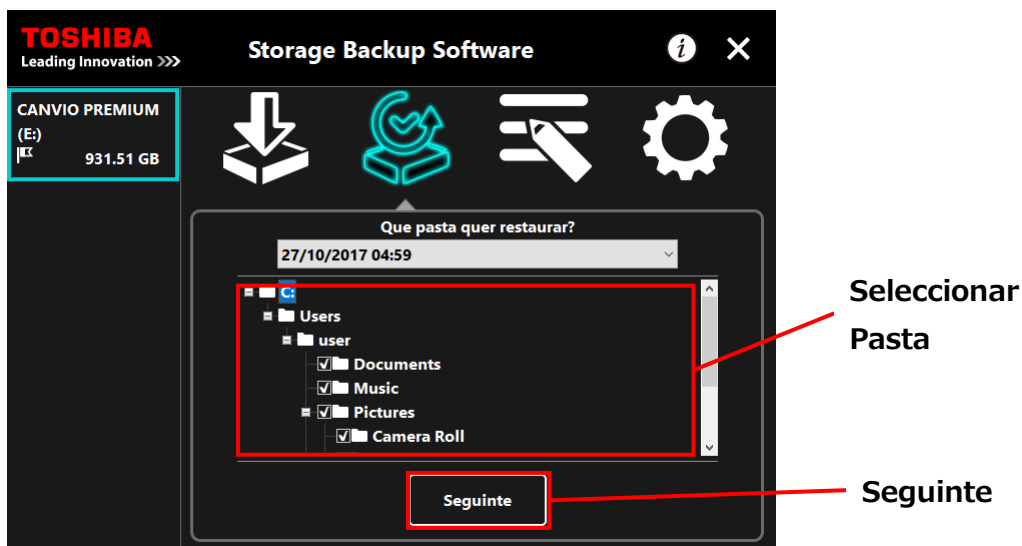 TOSHIBA
Leading Innovation >>>
Storage Backup Software
i
CANVIO PREMIUM
(E:)
931.51 GB
Que pasta quer restaurar?
27/10/2017 04:59
C:
Users
user
Documents
Music
Pictures
Camera Roll
Seguinte
Seleccionar
Pasta
Seguinte